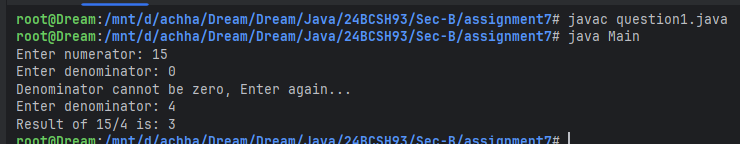 root@Dream:/mnt/d/achha/Dream/Dream/Java/24BCSH93/Sec-B/assignment7# javac question1.java
root@Dream:/mnt/d/achha/Dream/Dream/Java/24BCSH93/Sec-B/assignment7# java Main
Enter numerator: 15
Enter denominator: 0
Denominator cannot be zero, Enter again...
Enter denominator: 4
Result of 15/4 is: 3
root@Dream:/mnt/d/achha/Dream/Dream/Java/24BCSH93/Sec-B/assignment7#